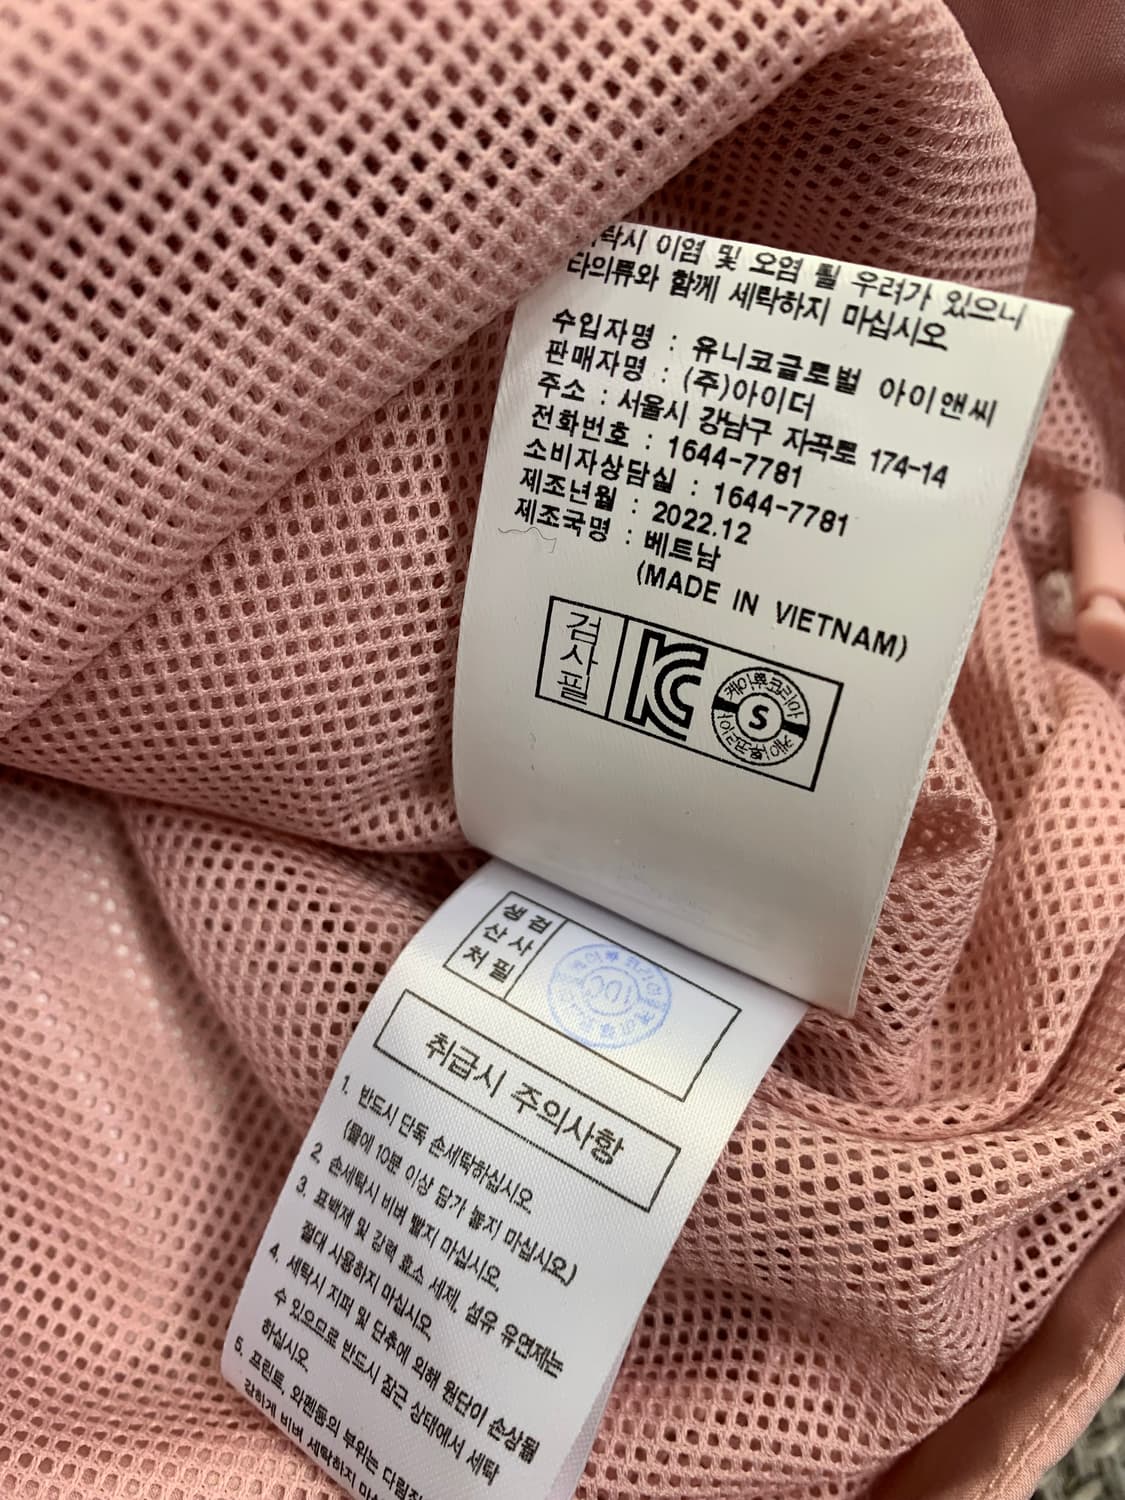 락시 이염 및 오염 될 우려가 있으니
타의류와 함께 세탁하지 마십시오
수입자명 : 유니코글로벌 아이앤씨
판매자명 : (주)아이더
주소 : 서울시 강남구 자곡로 174-14
전화번호 : 1644-7781
소비자상담실 : 1644-7781
제조년월 : 2022.12
제조국명 : 베트남
(MADE IN VIETNAM)
검사필
KC
S
생산처
검사필
취급시 주의사항
1. 반드시 단독 손세탁하십시오.
(물에 10분 이상 담가 놓지 마십시오.)
2. 손세탁시 비벼 빨지 마십시오.
3. 표백제 및 강력 효소 세제, 섬유 유연제는
절대 사용하지 마십시오.
4. 세탁시 지퍼 및 단추에 의해 원단이 손상될
수 있으므로 반드시 잠근 상태에서 세탁
하십시오.
5. 프린트, 와펜등의 부위는
강하게 비벼 세탁하지